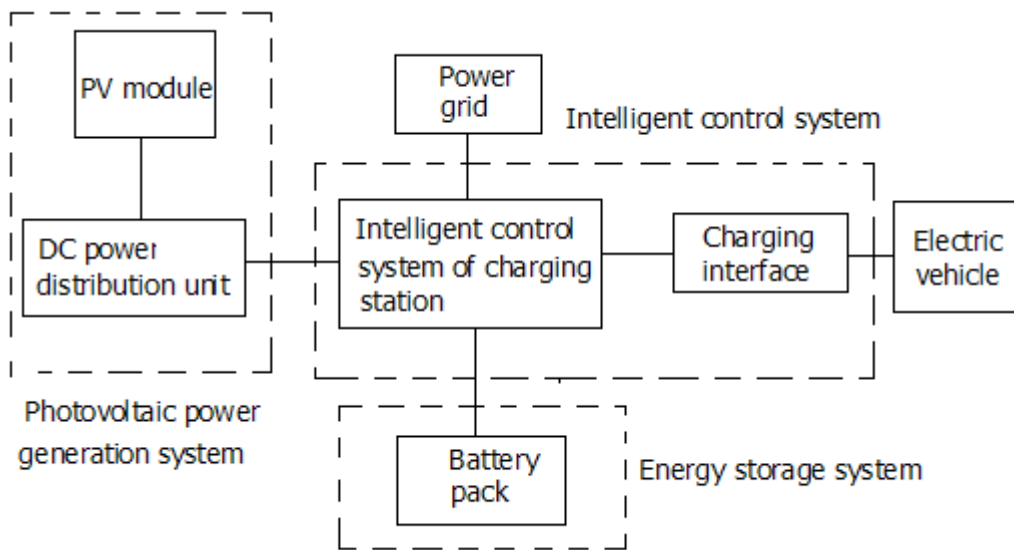 PV module
Power
grid
Intelligent control system
DC power
distribution unit
Intelligent control
system of charging
station
Charging
interface
Electric
vehicle
Photovoltaic power
generation system
Battery
pack
Energy storage system